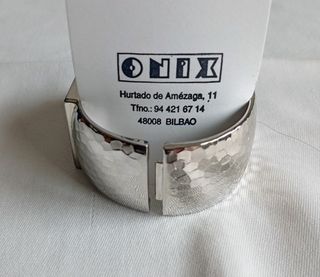 ONIX
Hurtado de Amézaga, 11
Tfno.: 94 421 67 14
48008 BILBAO